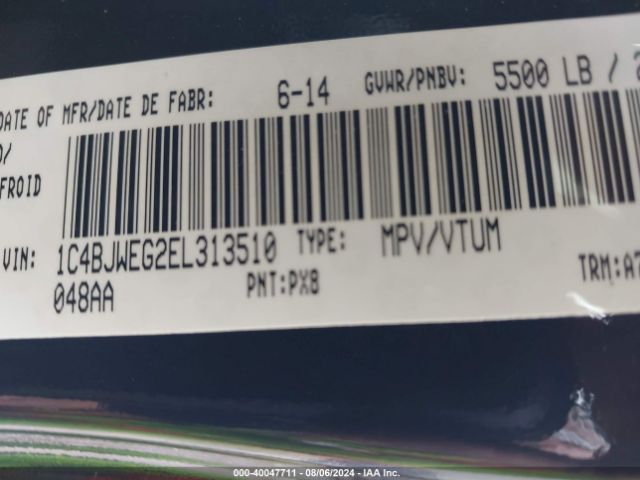 DATE OF MFR/DATE DE FABR: 6-14 GVWR/PNBV: 5500 LB /
FROID
VIN: 1C4BJWEG2EL313510 TYPE: MPV/VTUM
048AA PNT:PX8 TRM:A7
000-40047711 - 08/06/2024 - IAA Inc.